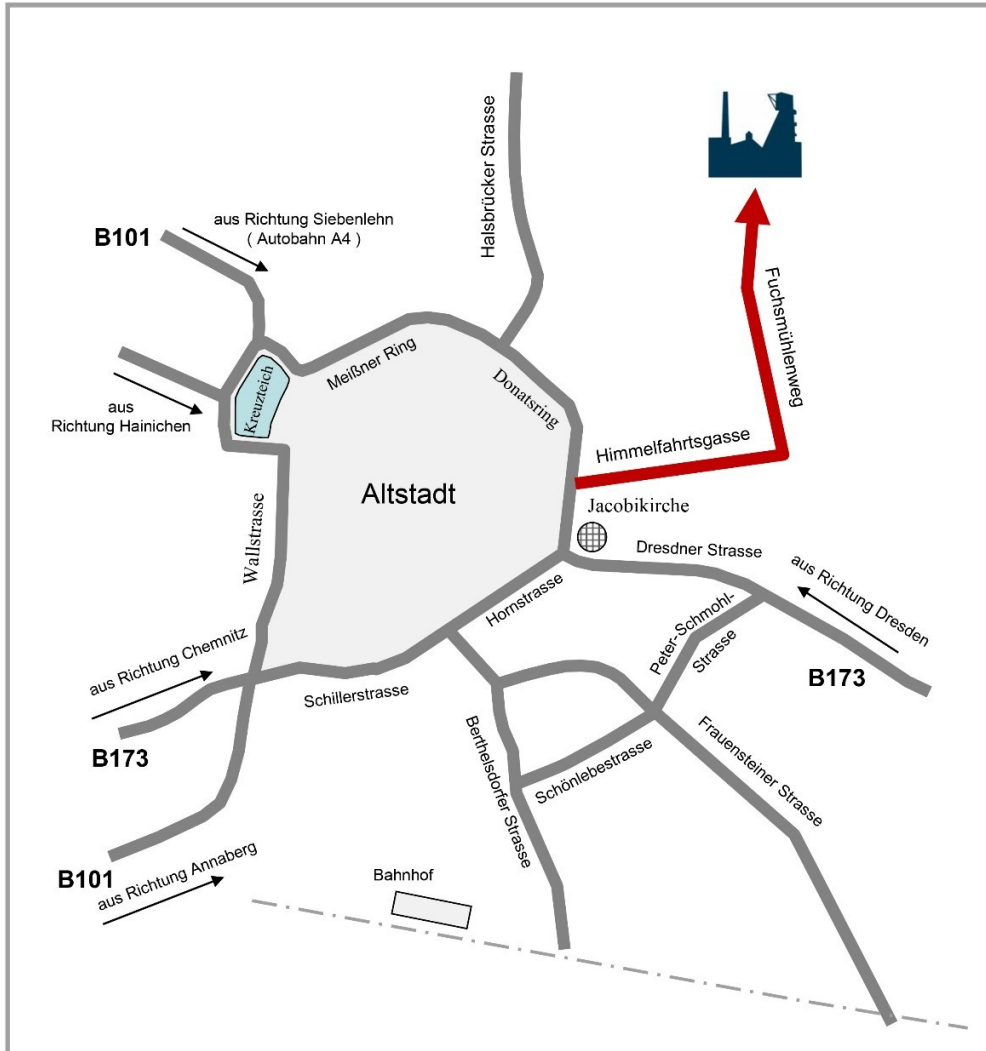 Halsbrücker Strasse
aus Richtung Siebenlehn
( Autobahn A4 )
B101
Fuchsmühlenweg
Meißner Ring
Donatsring
Kreuzteich
aus
Richtung Hainichen
Himmelfahrtsgasse
Altstadt
Jacobikirche
Wallstrasse
Dresdner Strasse
aus Richtung Dresden
Hornstrasse
Peter-Schmohl-
Strasse
aus Richtung Chemnitz
B173
Schillerstrasse
B173
Berthelsdorfer Strasse
Schönlebestrasse
Frauensteiner Strasse
B101
aus Richtung Annaberg
Bahnhof